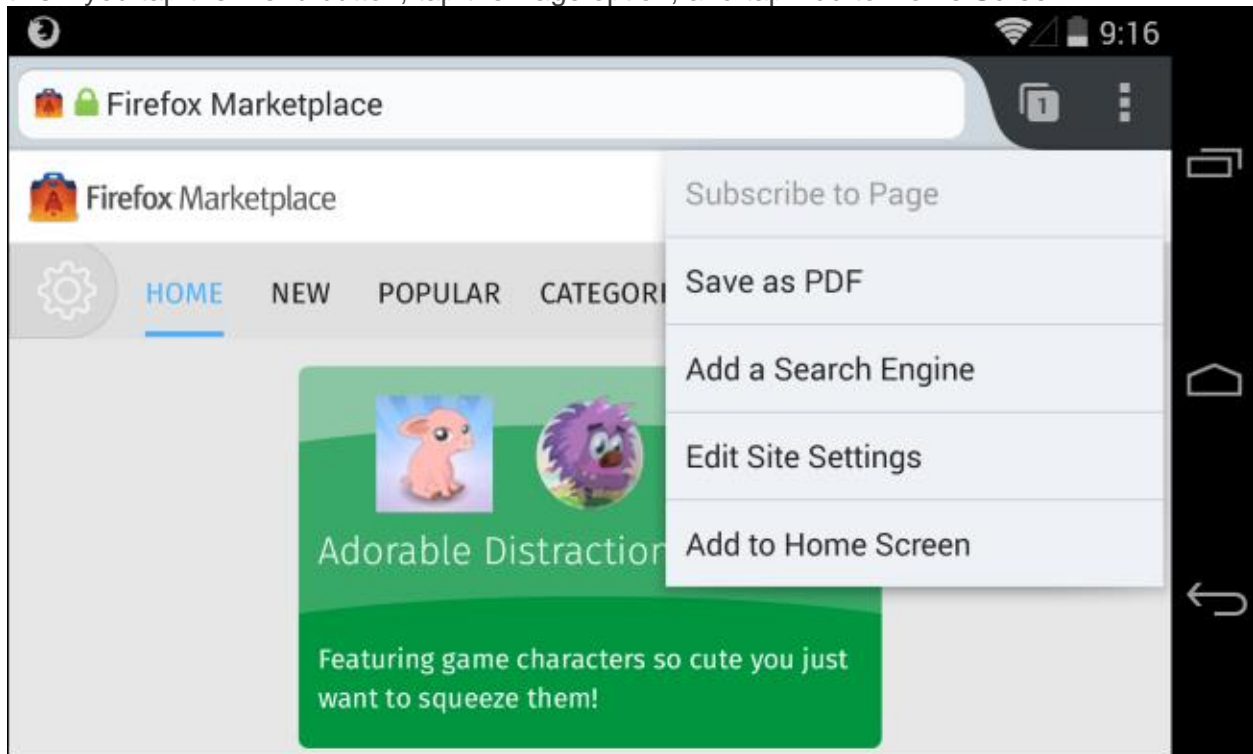 9:16
Firefox Marketplace
1
Firefox Marketplace
Subscribe to Page
HOME NEW POPULAR CATEGORI
Save as PDF
Add a Search Engine
Edit Site Settings
Add to Home Screen
Adorable Distraction
Featuring game characters so cute you just
want to squeeze them!